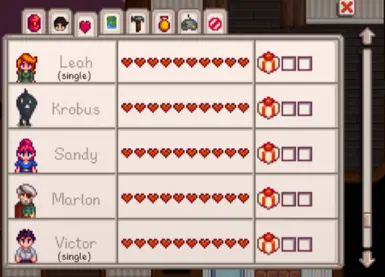 Leah
(single)
Krobus
Sandy
Marlon
Victor
(single)